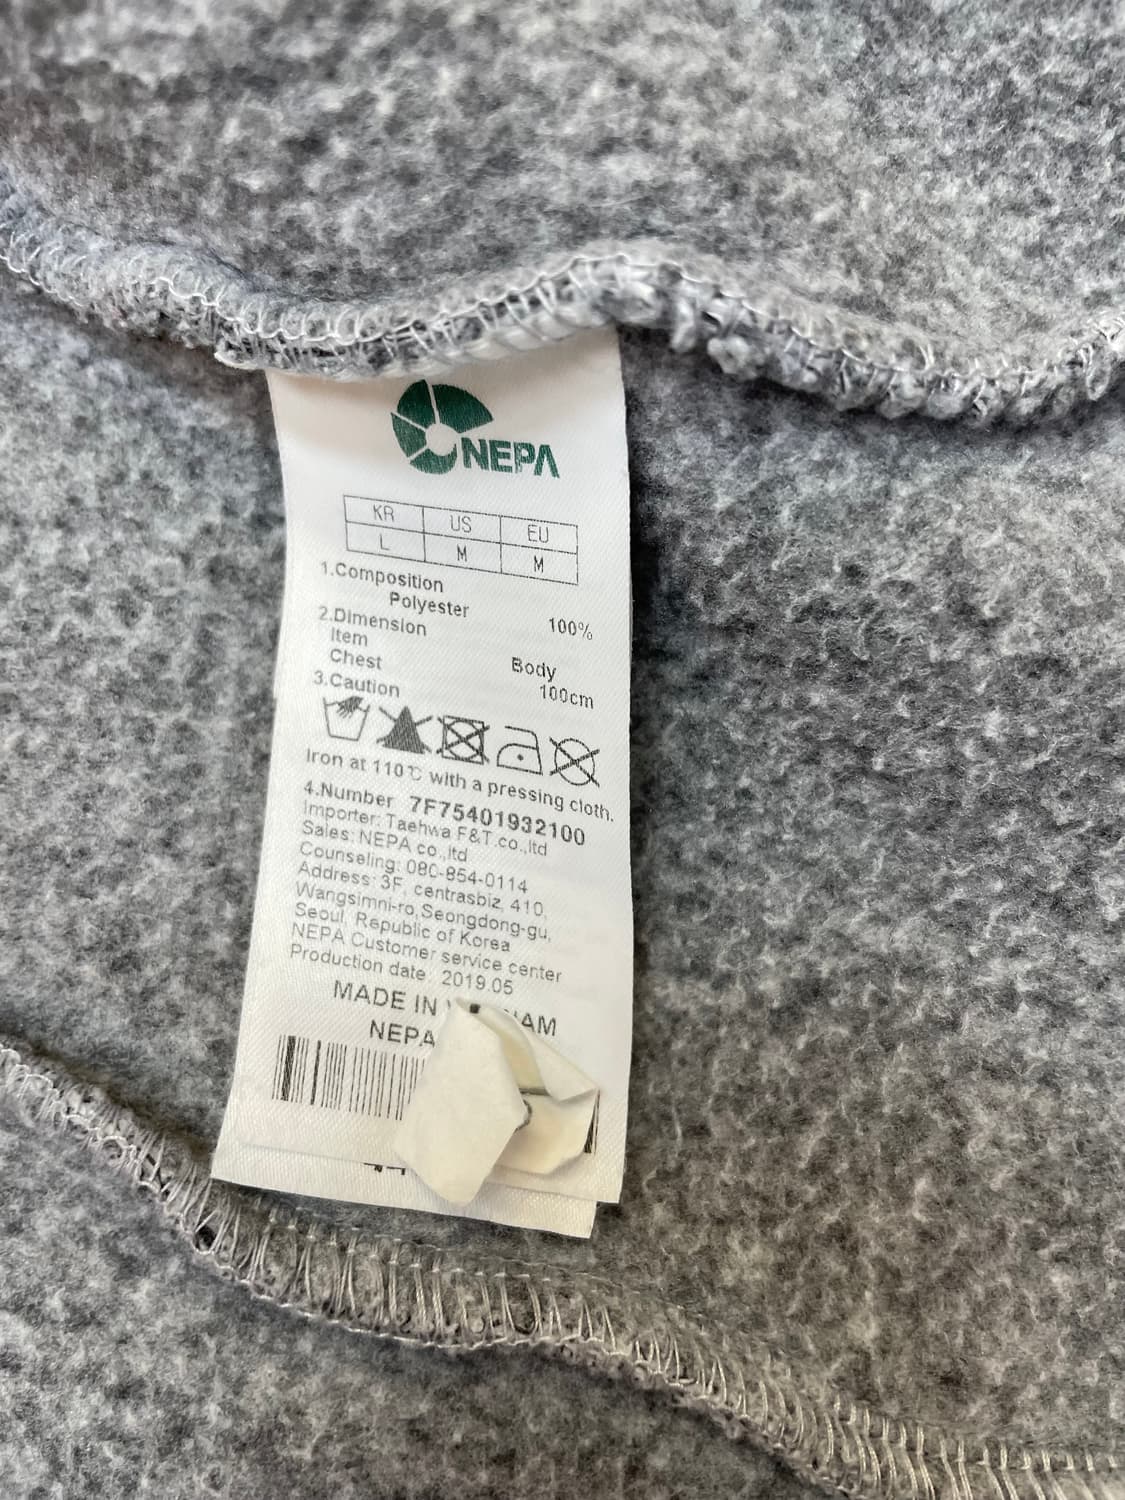 NEPA
KR US EU
L M M
1.Composition
Polyester 100%
2.Dimension
Item Body
Chest 100cm
3.Caution
Iron at 110℃ with a pressing cloth.
4.Number 7F75401932100
Importer: Taehwa F&T.co.,ltd
Sales: NEPA co.,ltd
Counseling: 080-854-0114
Address: 3F, centrasbiz, 410,
Wangsimni-ro,Seongdong-gu,
Seoul, Republic of Korea
NEPA Customer service center
Production date 2019.05
MADE IN
NEPA